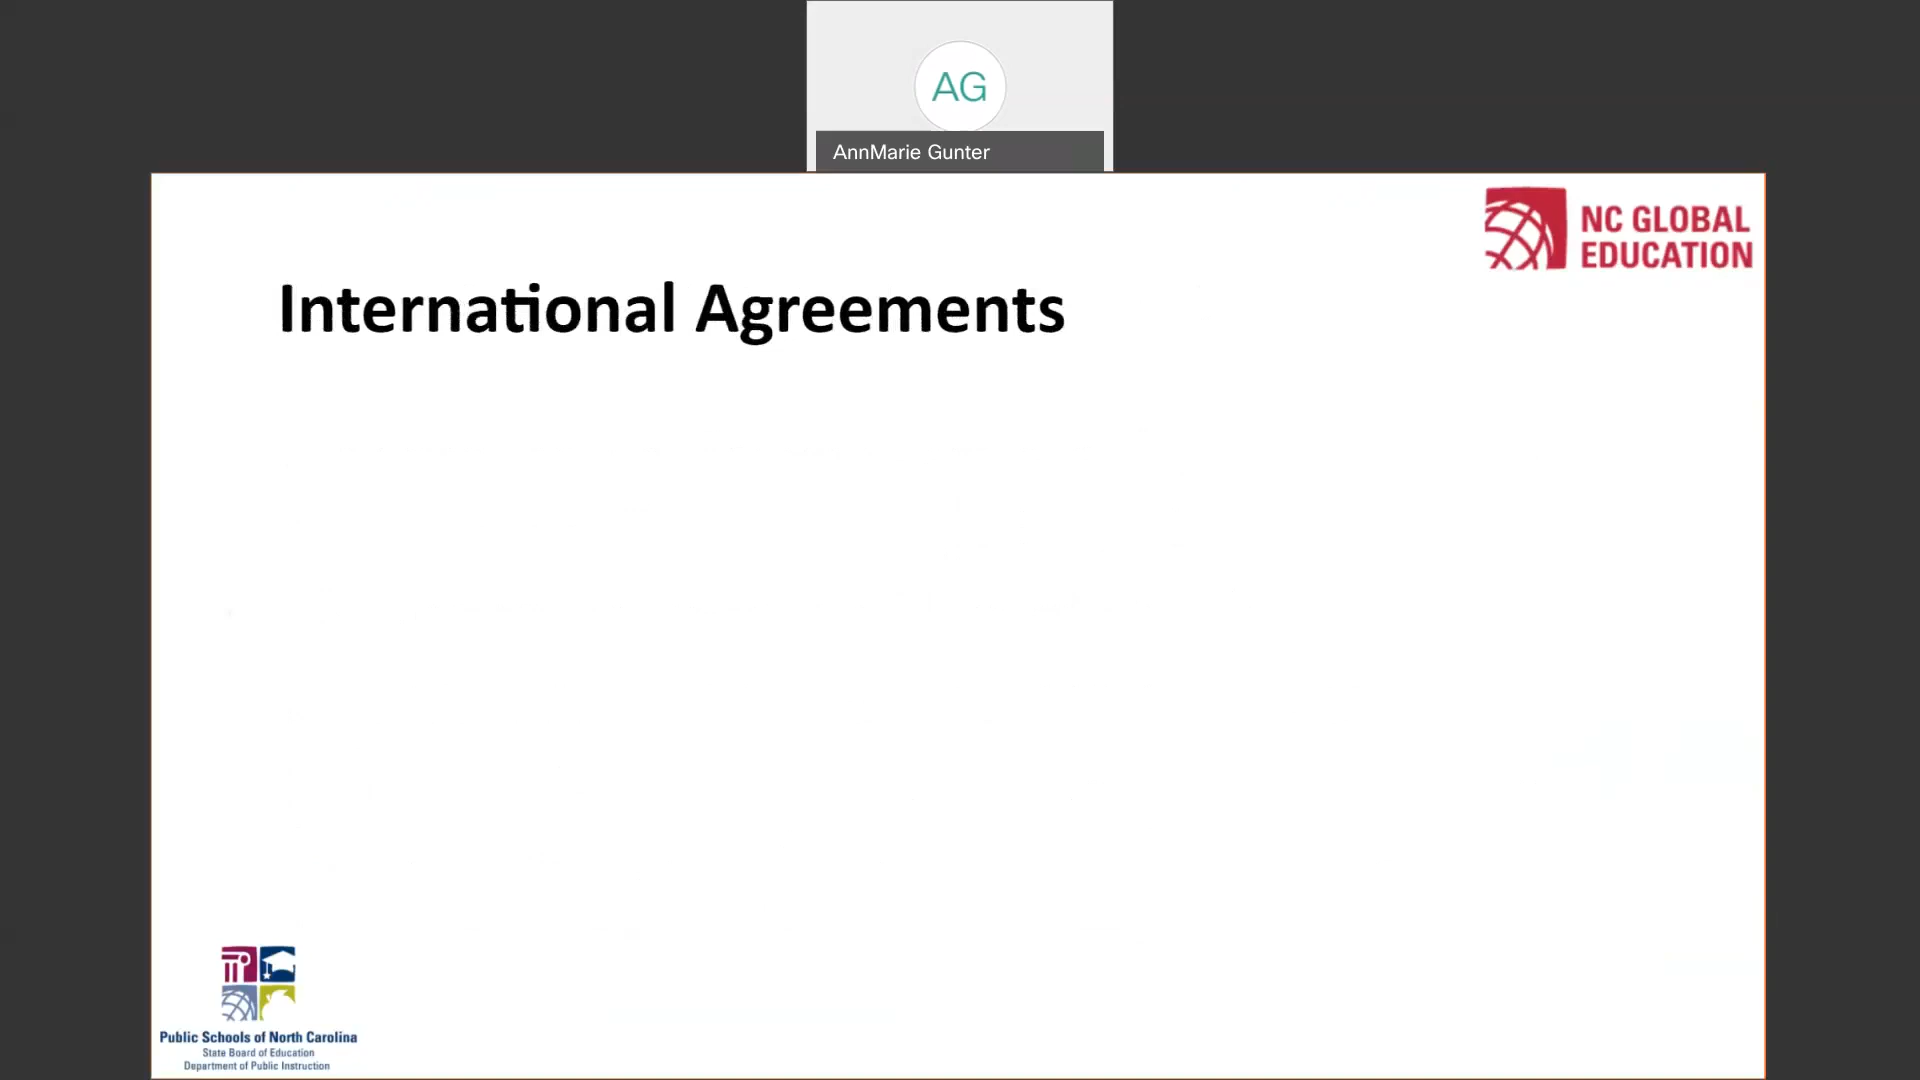 AG
AnnMarie Gunter
NC GLOBAL
EDUCATION
International Agreements
Public Schools of North Carolina
State Board of Education
Department of Public Instruction